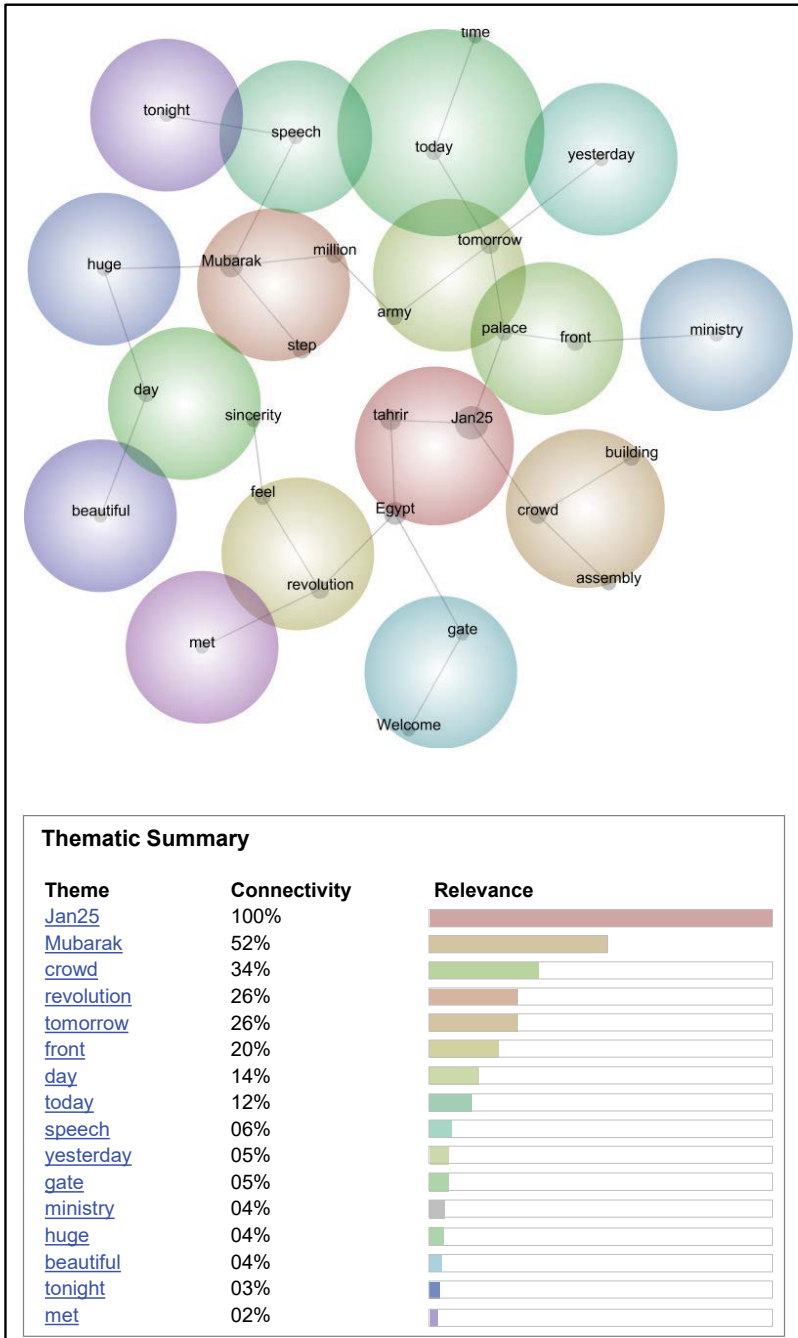 time
tonight
speech
today
yesterday
tomorrow
million
Mubarak
huge
army
palace
front
ministry
step
day
sincerity
tahrir
Jan25
building
feel
beautiful
Egypt
crowd
assembly
revolution
met
gate
Welcome
Thematic Summary
Theme Connectivity Relevance
Jan25 100%
Mubarak 52%
crowd 34%
revolution 26%
tomorrow 26%
front 20%
day 14%
today 12%
speech 06%
yesterday 05%
gate 05%
ministry 04%
huge 04%
beautiful 04%
tonight 03%
met 02%